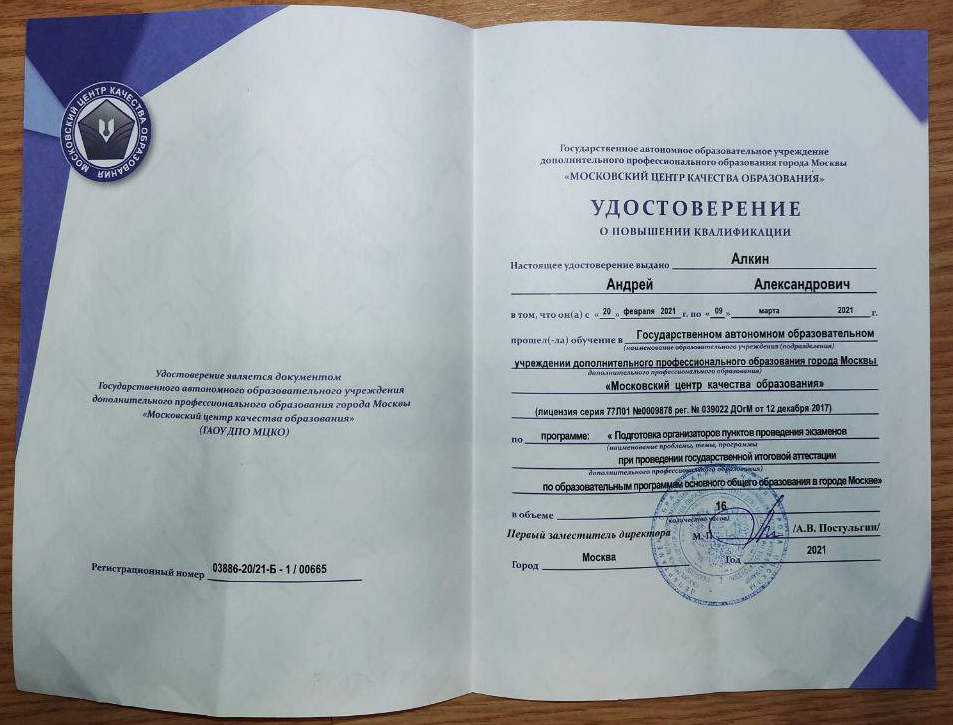 МОСКОВСКИЙ ЦЕНТР КАЧЕСТВА ОБРАЗОВАНИЯ
Удостоверение является документом
Государственного автономного образовательного учреждения
дополнительного профессионального образования города Москвы
«Московский центр качества образования»
(ГАОУ ДПО МЦКО)
Регистрационный номер 03886-20/21-Б - 1 / 00665
Государственное автономное образовательное учреждение
дополнительного профессионального образования города Москвы
«МОСКОВСКИЙ ЦЕНТР КАЧЕСТВА ОБРАЗОВАНИЯ»
УДОСТОВЕРЕНИЕ
О ПОВЫШЕНИИ КВАЛИФИКАЦИИ
Настоящее удостоверение выдано Алкин
Андрей Александрович
в том, что он(а) с «20» февраля 2021 г. по «09» марта 2021 г.
прошел(-ла) обучение в Государственном автономном образовательном
(наименование образовательного учреждения (подразделения)
учреждении дополнительного профессионального образования города Москвы
дополнительного профессионального образования)
«Московский центр качества образования»
(лицензия серия 77Л01 №0009878 рег. № 039022 ДОгМ от 12 декабря 2017)
по программе: « Подготовка организаторов пунктов проведения экзаменов
(наименование проблемы, темы, программы
при проведении государственной итоговой аттестации
дополнительного профессионального образования)
по образовательным программам основного общего образования в городе Москве»
в объеме 16
(количество часов)
Первый заместитель директора М. П. /А.В. Постульгин/
Город Москва Год 2021